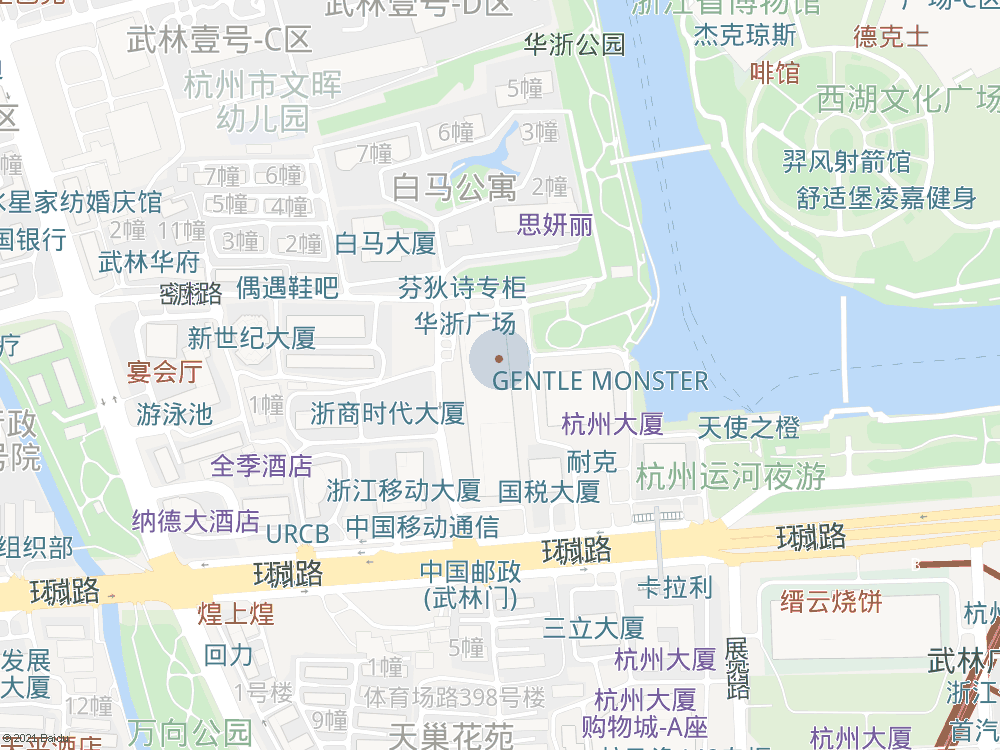 武林壹号-D区
浙江省博物馆
广场-C区
武林壹号-C区
华浙公园
杰克琼斯
德克士
啡馆
杭州市文晖
幼儿园
5幢
西湖文化广场
区
6幢
3幢
7幢
羿风射箭馆
幢
7幢
6幢
白马公寓
2幢
舒适堡凌嘉健身
水星家纺婚庆馆
5幢
4幢
思妍丽
2幢
11幢
3幢
2幢
白马大厦
国银行
武林华府
偶遇鞋吧
芬狄诗专柜
华浙广场
新世纪大厦
疗
宴会厅
GENTLE MONSTER
1幢
游泳池
浙商时代大厦
杭州大厦
天使之橙
行政
号院
全季酒店
耐克
杭州运河夜游
浙江移动大厦
国税大厦
纳德大酒店
URCB
中国移动通信
环城路
环城路
组织部
环城路
环城路
中国邮政
(武林门)
卡拉利
缙云烧饼
煌上煌
杭州
三立大厦
回力
5幢
发展
大厦
1幢
杭州大厦
展览路
武林广
1号楼
体育场路398号楼
浙江
12幢
9幢
杭州大厦
购物城-A座
首汽
万向公园
天巢花苑
杭州大厦
太平酒店
© 2021 Baidu